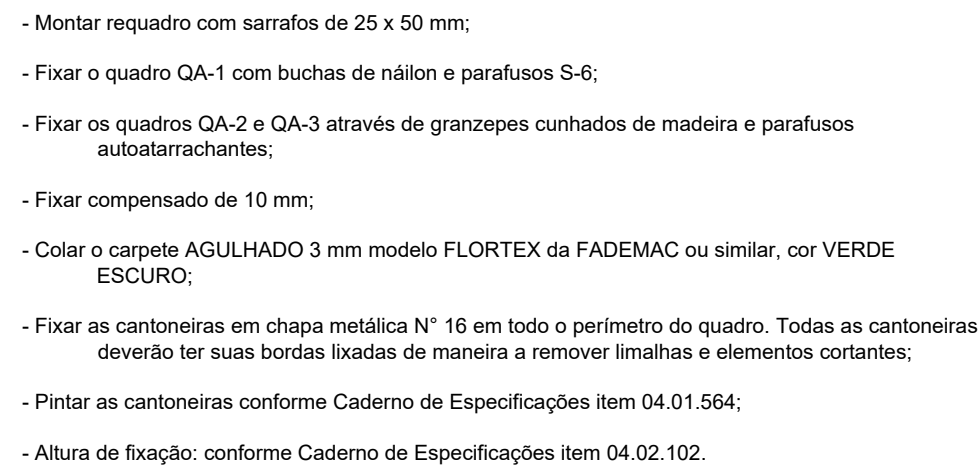 - Montar requadro com sarrafos de 25 x 50 mm;
- Fixar o quadro QA-1 com buchas de náilon e parafusos S-6;
- Fixar os quadros QA-2 e QA-3 através de granzepes cunhados de madeira e parafusos
autoatarrachantes;
- Fixar compensado de 10 mm;
- Colar o carpete AGULHADO 3 mm modelo FLORTEX da FADEMAC ou similar, cor VERDE
ESCURO;
- Fixar as cantoneiras em chapa metálica N° 16 em todo o perímetro do quadro. Todas as cantoneiras
deverão ter suas bordas lixadas de maneira a remover limalhas e elementos cortantes;
- Pintar as cantoneiras conforme Caderno de Especificações item 04.01.564;
- Altura de fixação: conforme Caderno de Especificações item 04.02.102.